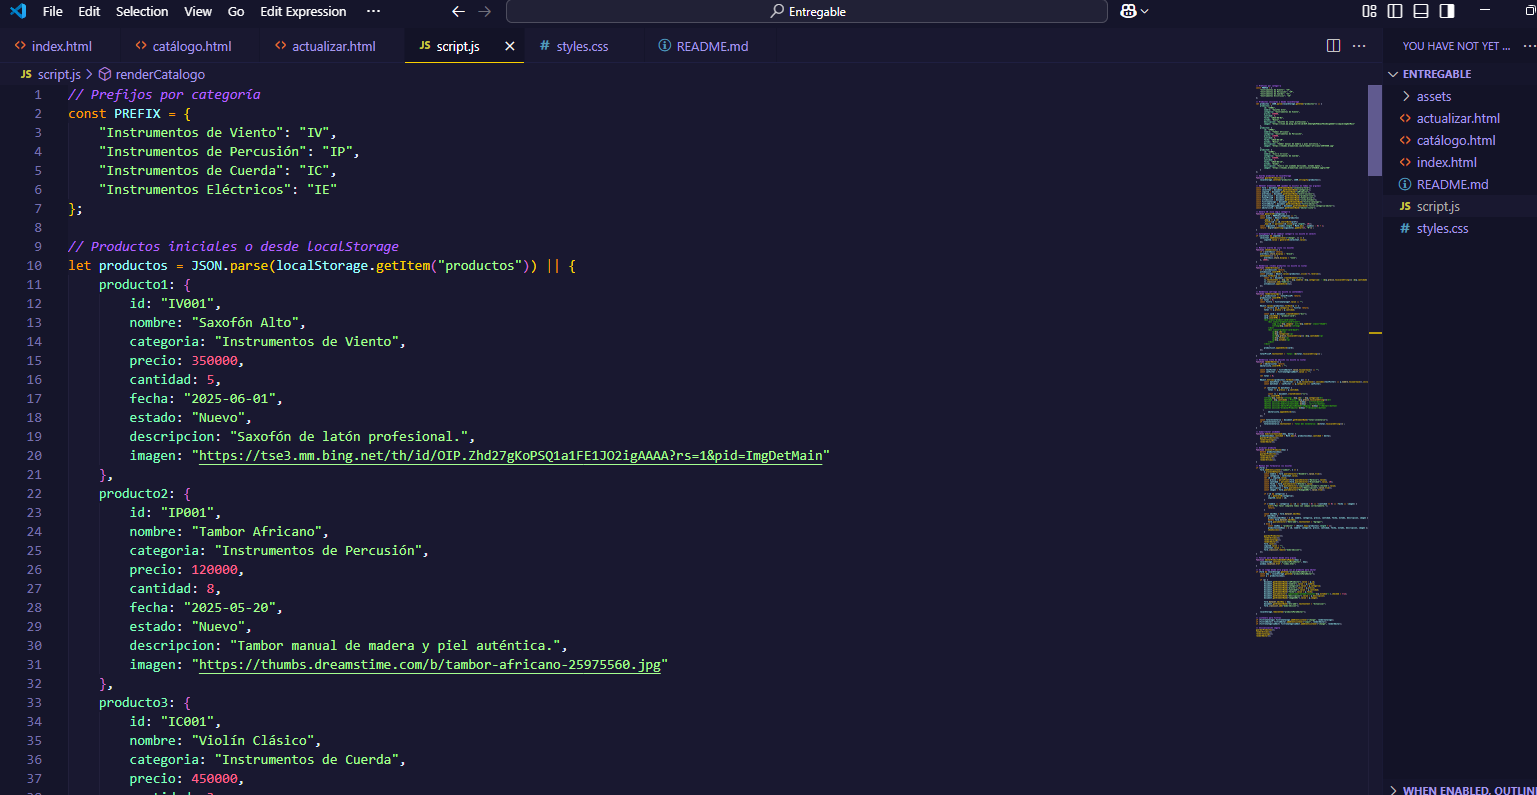 File Edit Selection View Go Edit Expression ··· Entregable
index.html catálogo.html actualizar.html JS script.js # styles.css README.md YOU HAVE NOT YET ...
JS script.js > renderCatalogo
1 // Prefijos por categoría
2 const PREFIX = {
3 "Instrumentos de Viento": "IV",
4 "Instrumentos de Percusión": "IP",
5 "Instrumentos de Cuerda": "IC",
6 "Instrumentos Eléctricos": "IE"
7 };
8
9 // Productos iniciales o desde localStorage
10 let productos = JSON.parse(localStorage.getItem("productos")) || {
11 producto1: {
12 id: "IV001",
13 nombre: "Saxofón Alto",
14 categoria: "Instrumentos de Viento",
15 precio: 350000,
16 cantidad: 5,
17 fecha: "2025-06-01",
18 estado: "Nuevo",
19 descripcion: "Saxofón de latón profesional.",
20 imagen: "https://tse3.mm.bing.net/th/id/OIP.Zhd27gKoPSQ1a1FE1JO2igAAAA?rs=1&pid=ImgDetMain"
21 },
22 producto2: {
23 id: "IP001",
24 nombre: "Tambor Africano",
25 categoria: "Instrumentos de Percusión",
26 precio: 120000,
27 cantidad: 8,
28 fecha: "2025-05-20",
29 estado: "Nuevo",
30 descripcion: "Tambor manual de madera y piel auténtica.",
31 imagen: "https://thumbs.dreamstime.com/b/tambor-africano-25975560.jpg"
32 },
33 producto3: {
34 id: "IC001",
35 nombre: "Violín Clásico",
36 categoria: "Instrumentos de Cuerda",
37 precio: 450000,
ENTREGABLE
assets
actualizar.html
catálogo.html
index.html
README.md
JS script.js
# styles.css
WHEN ENABLED, OUTLIN